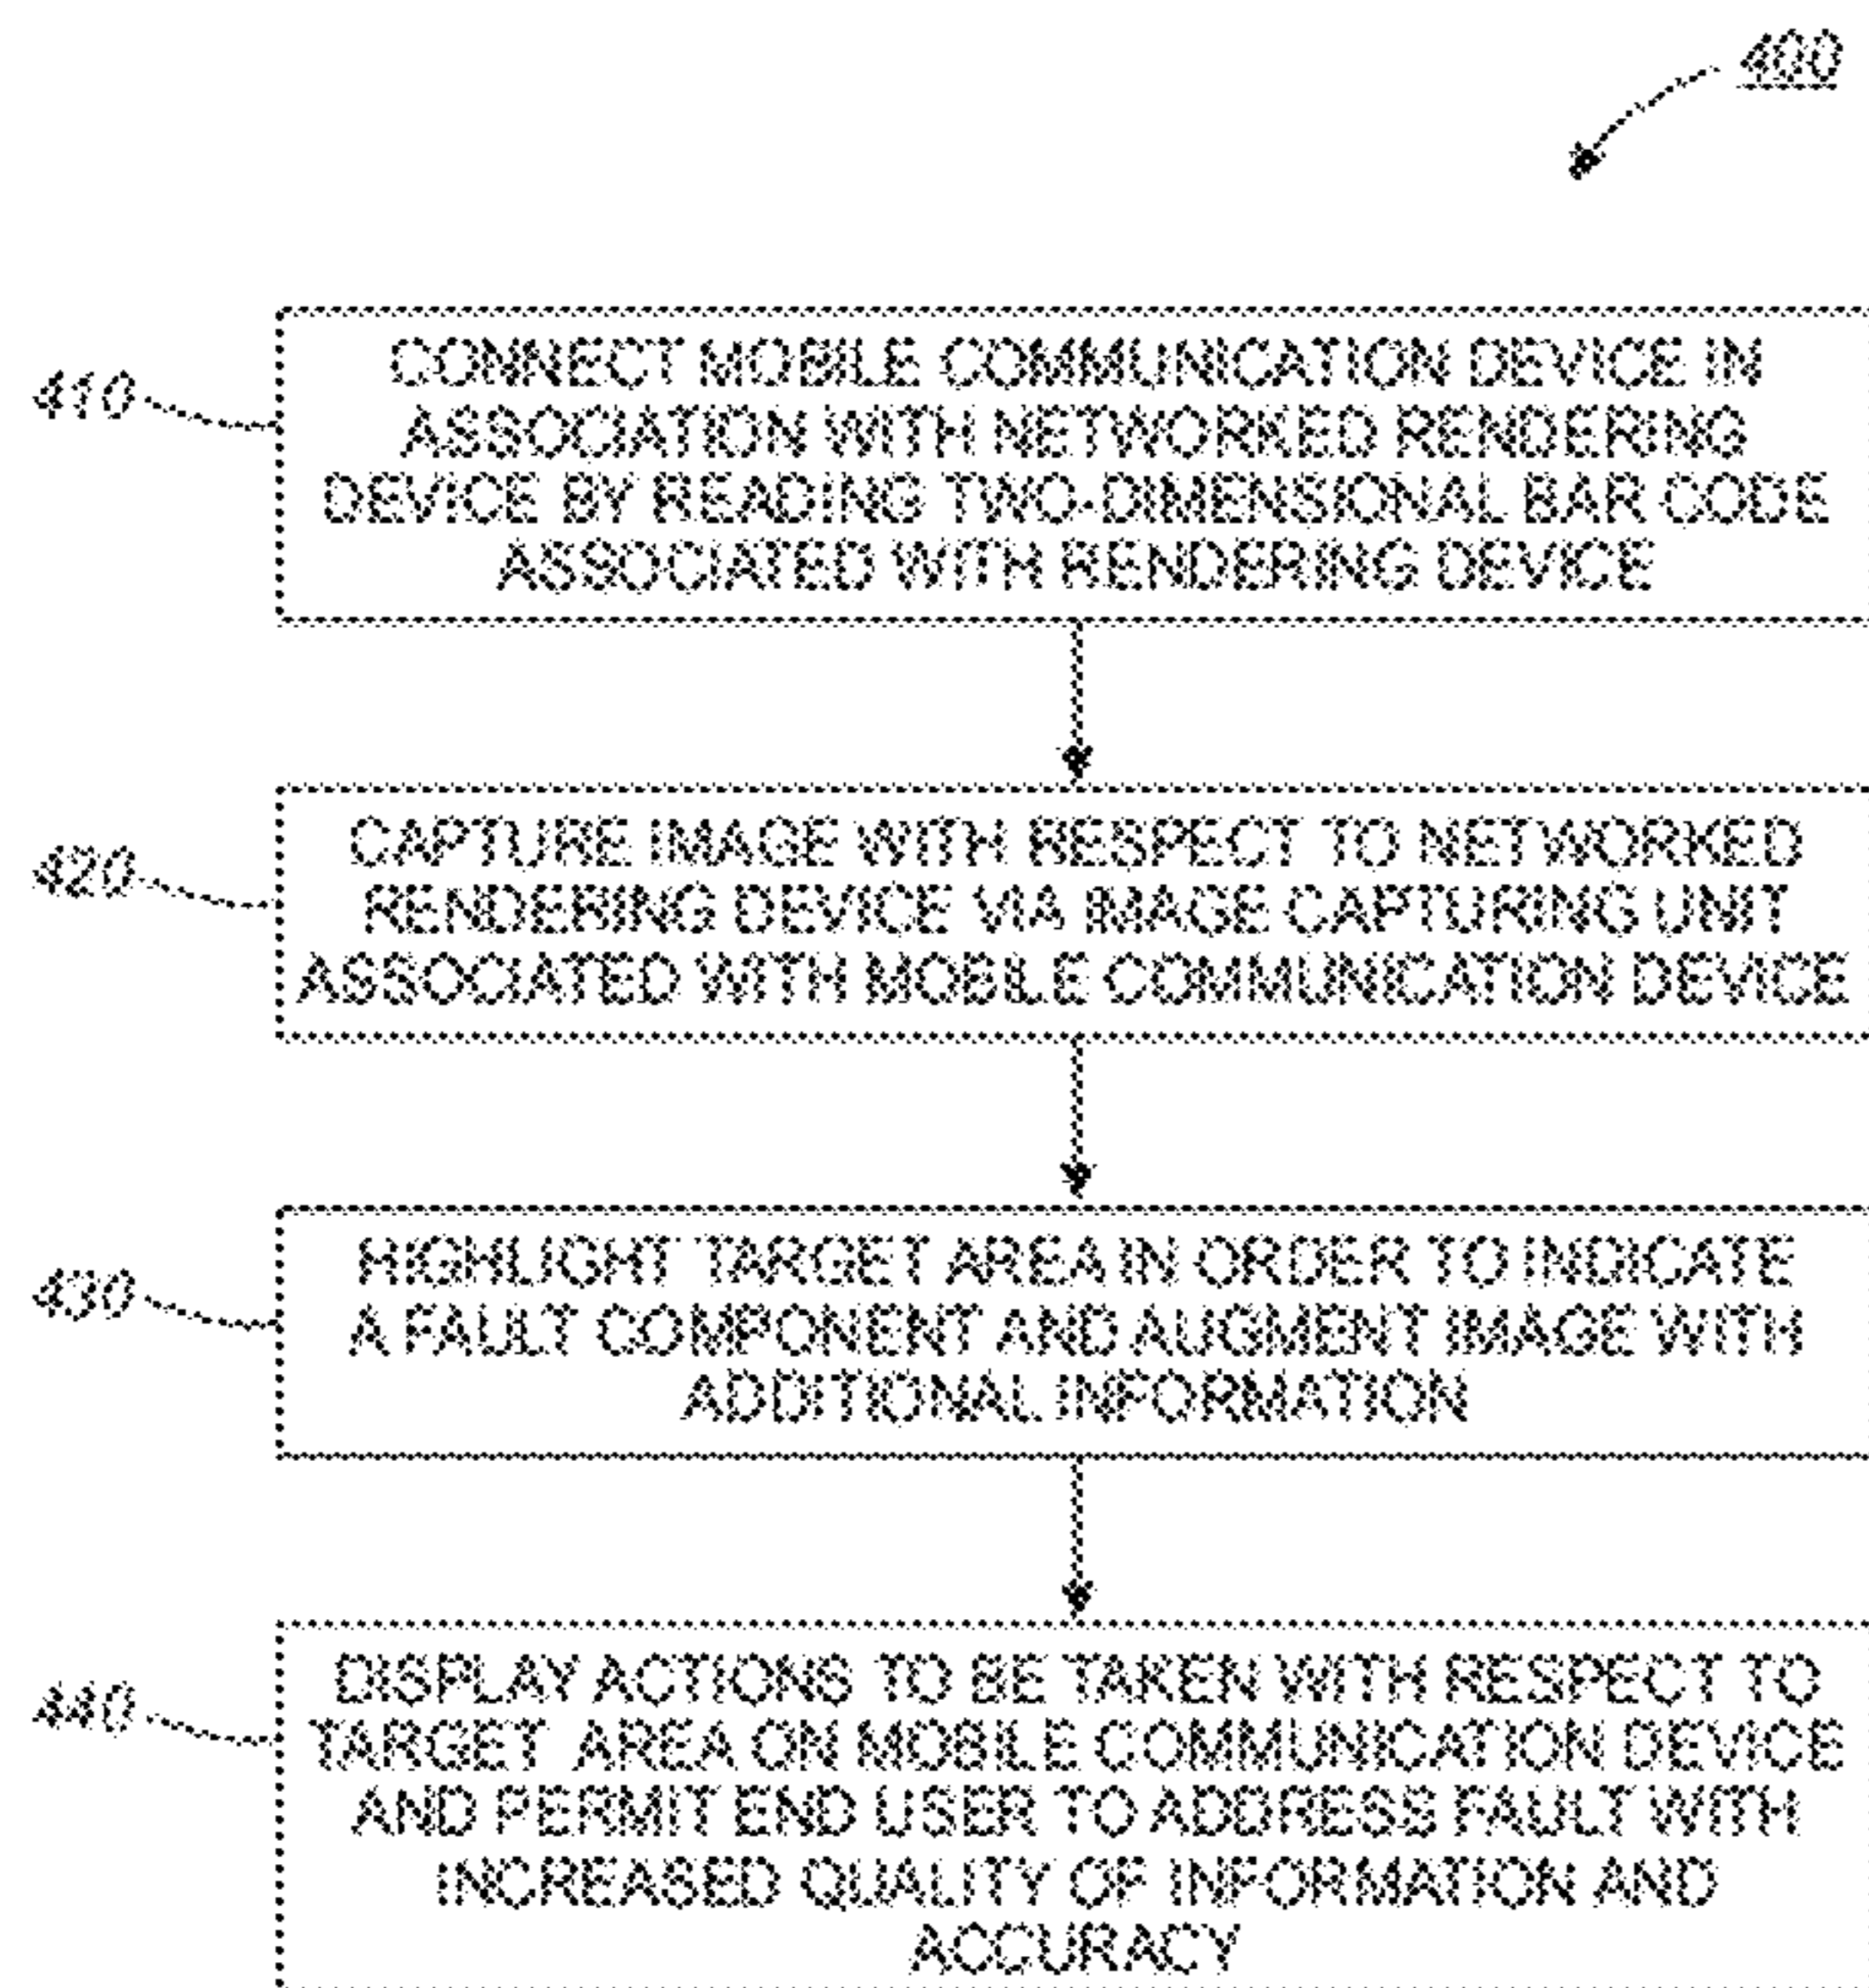 400
410
CONNECT MOBILE COMMUNICATION DEVICE IN
ASSOCIATION WITH NETWORKED RENDERING
DEVICE BY READING TWO-DIMENSIONAL BAR CODE
ASSOCIATED WITH RENDERING DEVICE
420
CAPTURE IMAGE WITH RESPECT TO NETWORKED
RENDERING DEVICE VIA IMAGE CAPTURING UNIT
ASSOCIATED WITH MOBILE COMMUNICATION DEVICE
430
HIGHLIGHT TARGET AREA IN ORDER TO INDICATE
A FAULT COMPONENT AND AUGMENT IMAGE WITH
ADDITIONAL INFORMATION
440
DISPLAY ACTIONS TO BE TAKEN WITH RESPECT TO
TARGET AREA ON MOBILE COMMUNICATION DEVICE
AND PERMIT END USER TO ADDRESS FAULT WITH
INCREASED QUALITY OF INFORMATION AND
ACCURACY